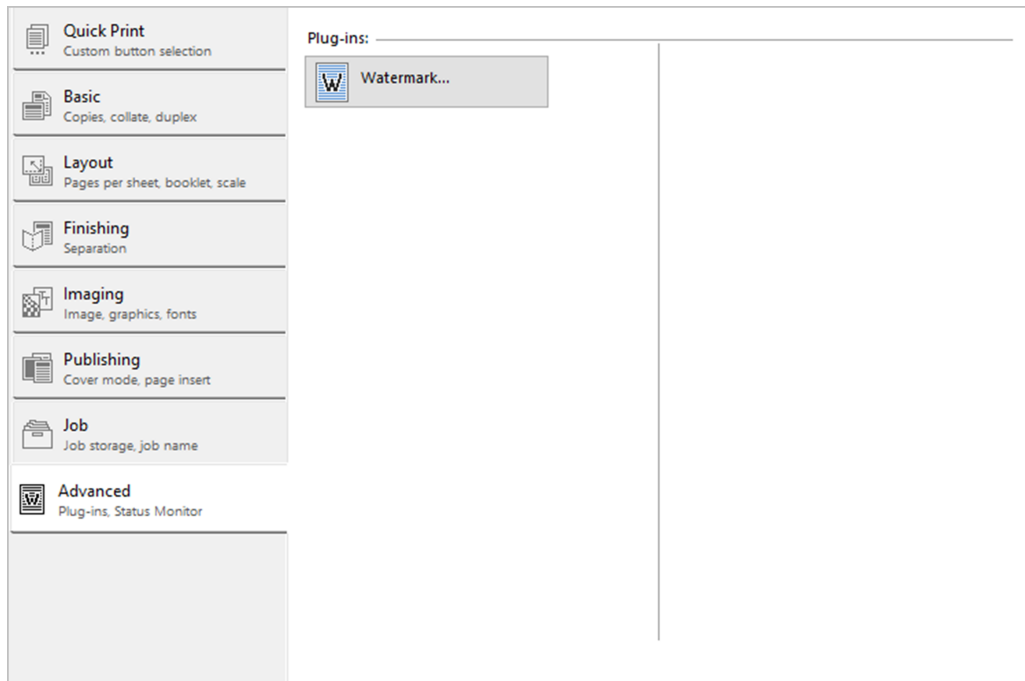 Quick Print
Custom button selection
Basic
Copies, collate, duplex
Layout
Pages per sheet, booklet, scale
Finishing
Separation
Imaging
Image, graphics, fonts
Publishing
Cover mode, page insert
Job
Job storage, job name
Advanced
Plug-ins, Status Monitor
Plug-ins:
W Watermark...